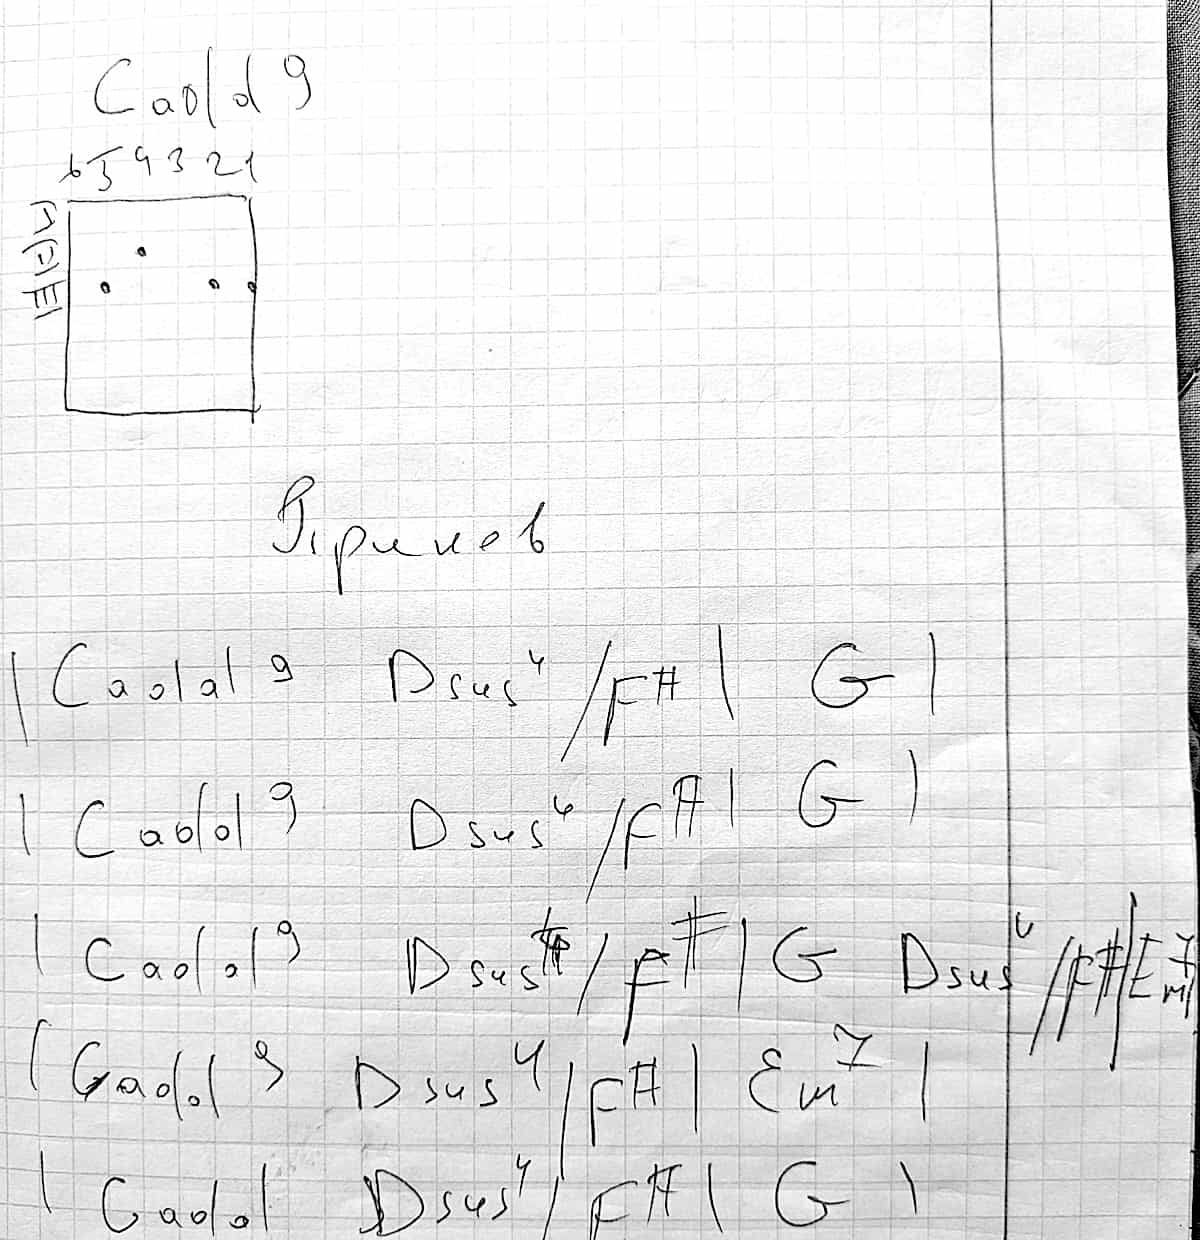 Cadd9
6 5 4 3 2 1
I
II
III
Припев
| Cadd9 Dsus4/F# | G |
| Cadd9 Dsus4/F# | G |
| Cadd9 Dsus4/F# | G Dsus4/F# | Em7 |
| Cadd9 Dsus4/F# | Em7 |
| Cadd Dsus4/F# | G |